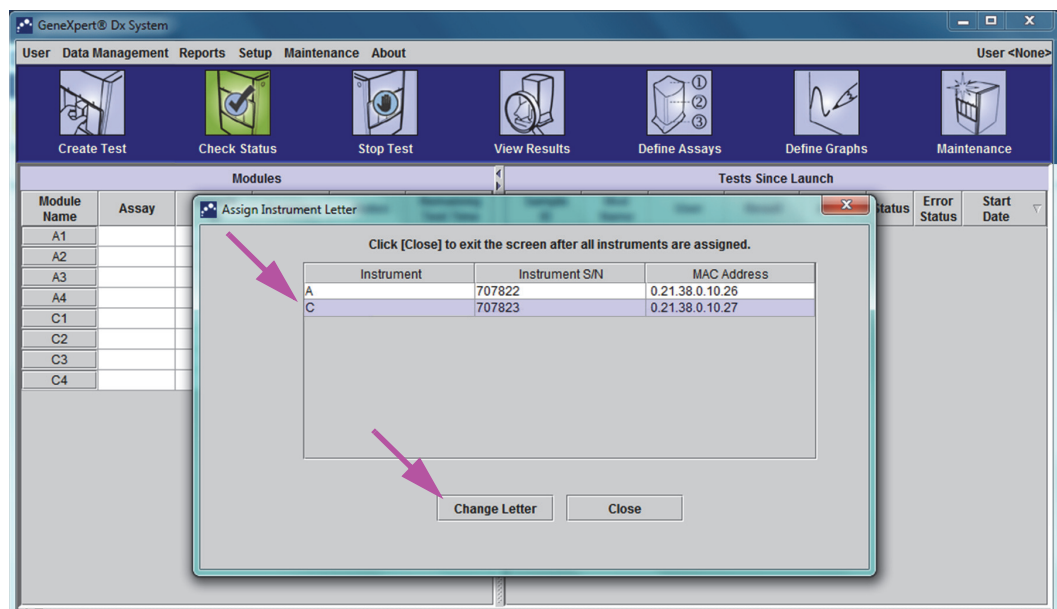 GeneXpert® Dx System
User Data Management Reports Setup Maintenance About User <None>
Create Test Check Status Stop Test View Results Define Assays Define Graphs Maintenance
① ② ③
Modules Tests Since Launch
Module Name Assay Status Error Status Start Date
A1
A2
A3
A4
C1
C2
C3
C4
Assign Instrument Letter
Click [Close] to exit the screen after all instruments are assigned.
Instrument Instrument S/N MAC Address
A 707822 0.21.38.0.10.26
C 707823 0.21.38.0.10.27
Change Letter Close